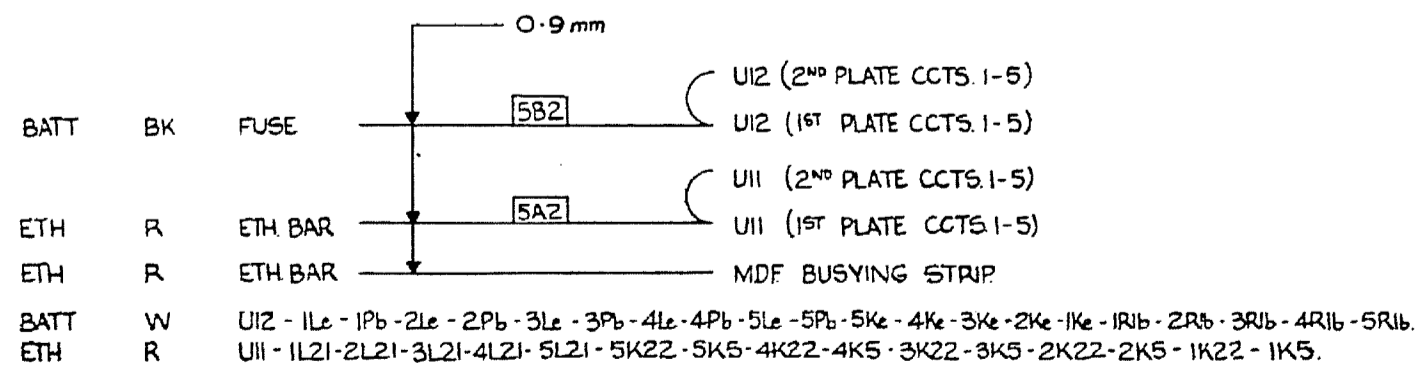 0·9 mm
U12 (2ND PLATE CCTS. 1-5)
5B2
BATT BK FUSE U12 (1ST PLATE CCTS. 1-5)
U11 (2ND PLATE CCTS. 1-5)
5A2
ETH R ETH. BAR U11 (1ST PLATE CCTS 1-5)
ETH R ETH. BAR MDF BUSYING STRIP.
BATT W U12 - 1Le - 1Pb - 2Le - 2Pb - 3Le - 3Pb - 4Le - 4Pb - 5Le - 5Pb - 5Ke - 4Ke - 3Ke - 2Ke - 1Ke - 1R1b - 2R1b - 3R1b - 4R1b - 5R1b.
ETH R U11 - 1L21 - 2L21 - 3L21 - 4L21 - 5L21 - 5K22 - 5K5 - 4K22 - 4K5 - 3K22 - 3K5 - 2K22 - 2K5 - 1K22 - 1K5.